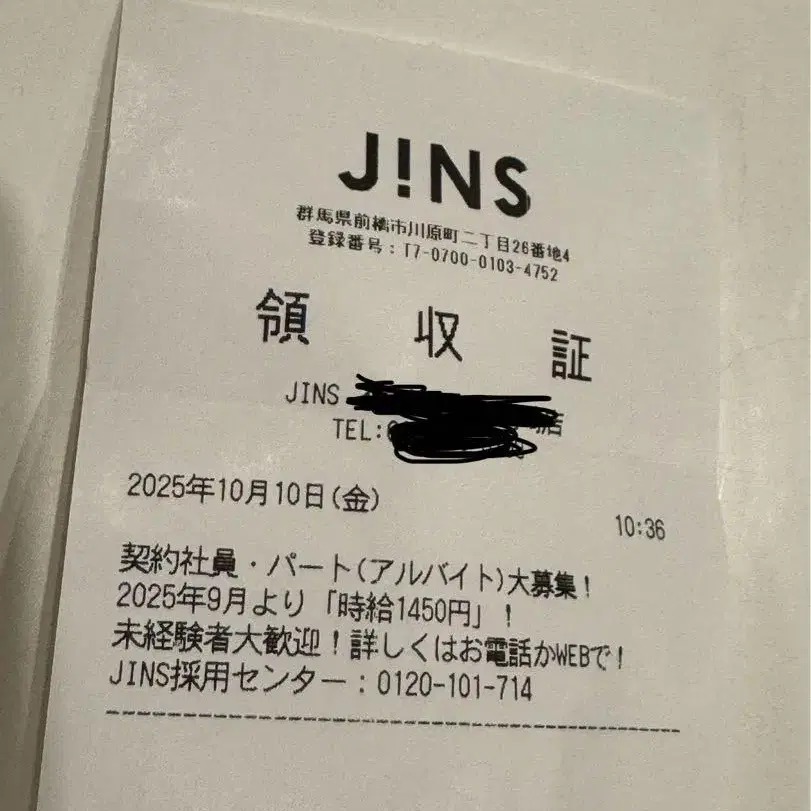 J!NS
群馬県前橋市川原町二丁目26番地4
登録番号：T7-0700-0103-4752
領 収 証
JINS 店
TEL:
2025年10月10日(金)
10:36
契約社員・パート(アルバイト)大募集！
2025年9月より「時給1450円」！
未経験者大歓迎！詳しくはお電話かWEBで！
JINS採用センター：0120-101-714